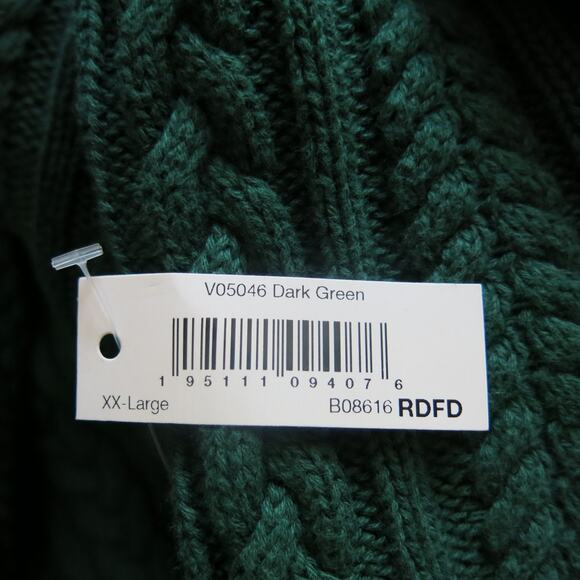 V05046 Dark Green
1 95111 09407 6
XX-Large
B08616 RDFD